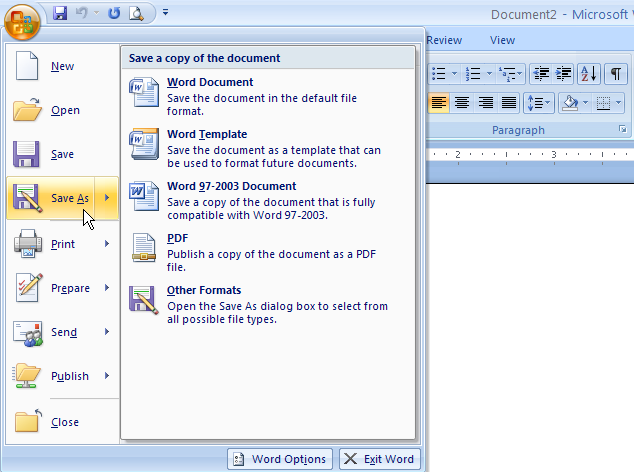 Document2 - Microsoft
Review View
Paragraph
2 3
New
Open
Save
Save As
Print
Prepare
Send
Publish
Close
Save a copy of the document
Word Document
Save the document in the default file
format.
Word Template
Save the document as a template that can
be used to format future documents.
Word 97-2003 Document
Save a copy of the document that is fully
compatible with Word 97-2003.
PDF
Publish a copy of the document as a PDF
file.
Other Formats
Open the Save As dialog box to select from
all possible file types.
Word Options Exit Word